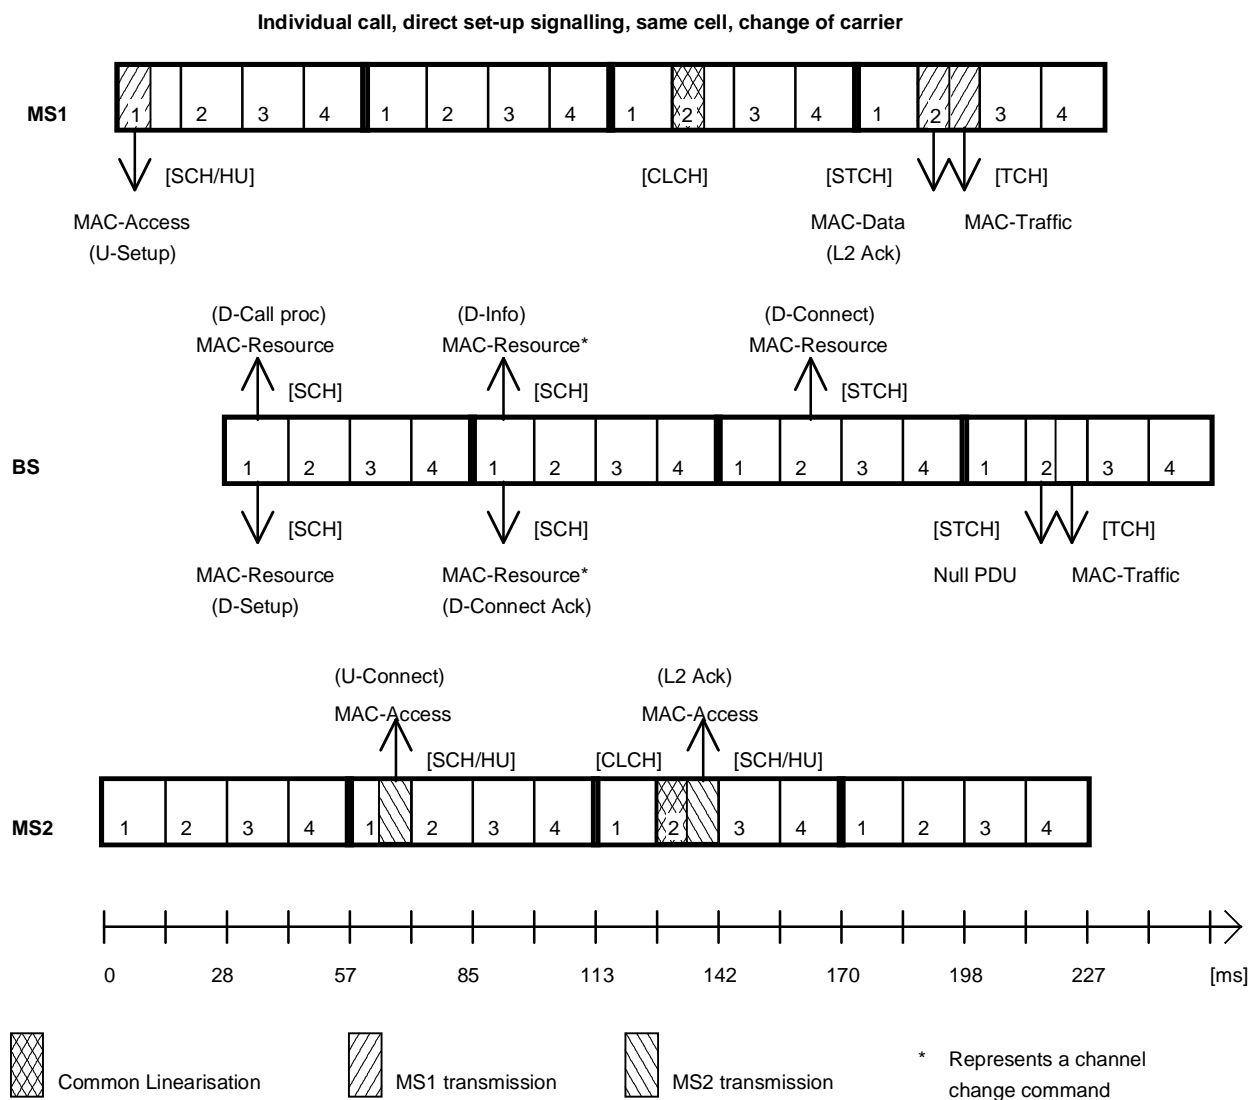 Individual call, direct set-up signalling, same cell, change of carrier
MS1
1 2 3 4 1 2 3 4 1 2 3 4 1 2 3 4
[SCH/HU] [CLCH] [STCH] [TCH]
MAC-Access MAC-Data MAC-Traffic
(U-Setup) (L2 Ack)
(D-Call proc) (D-Info) (D-Connect)
MAC-Resource MAC-Resource* MAC-Resource
[SCH] [SCH] [STCH]
BS
1 2 3 4 1 2 3 4 1 2 3 4 1 2 3 4
[SCH] [SCH] [STCH] [TCH]
MAC-Resource MAC-Resource* Null PDU MAC-Traffic
(D-Setup) (D-Connect Ack)
(U-Connect) (L2 Ack)
MAC-Access MAC-Access
[SCH/HU] [CLCH] [SCH/HU]
MS2
1 2 3 4 1 2 3 4 1 2 3 4 1 2 3 4
0 28 57 85 113 142 170 198 227 [ms]
Common Linearisation MS1 transmission MS2 transmission * Represents a channel
change command